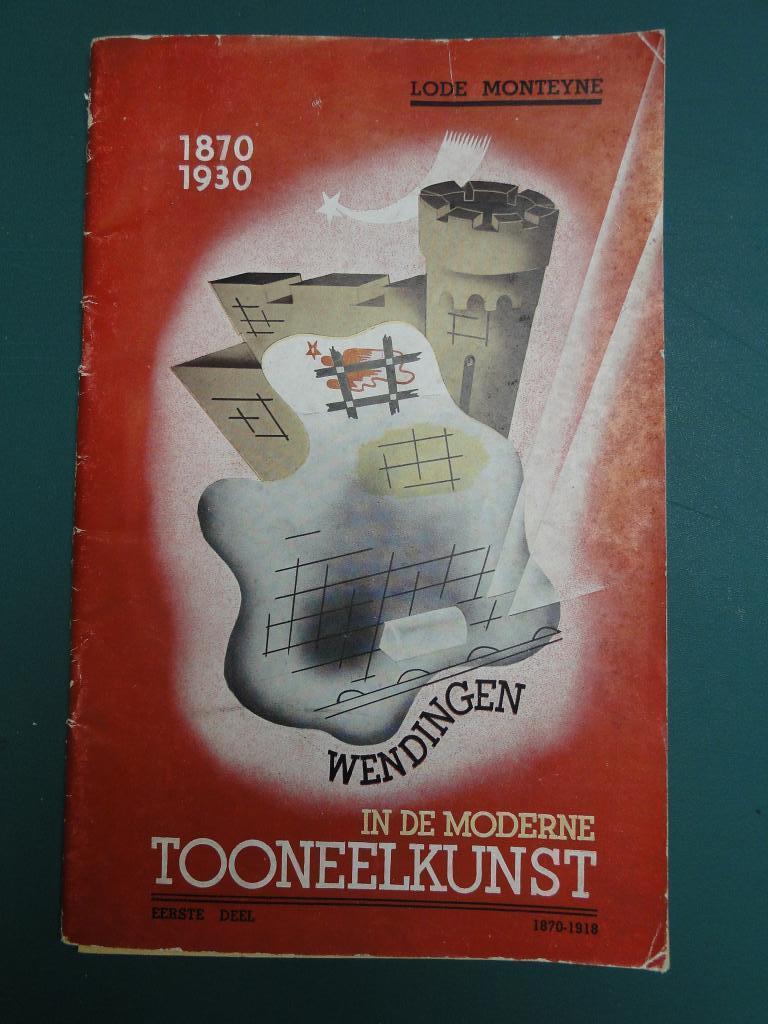 LODE MONTEYNE
1870
1930
WENDINGEN
IN DE MODERNE
TOONEELKUNST
EERSTE DEEL
1870-1918